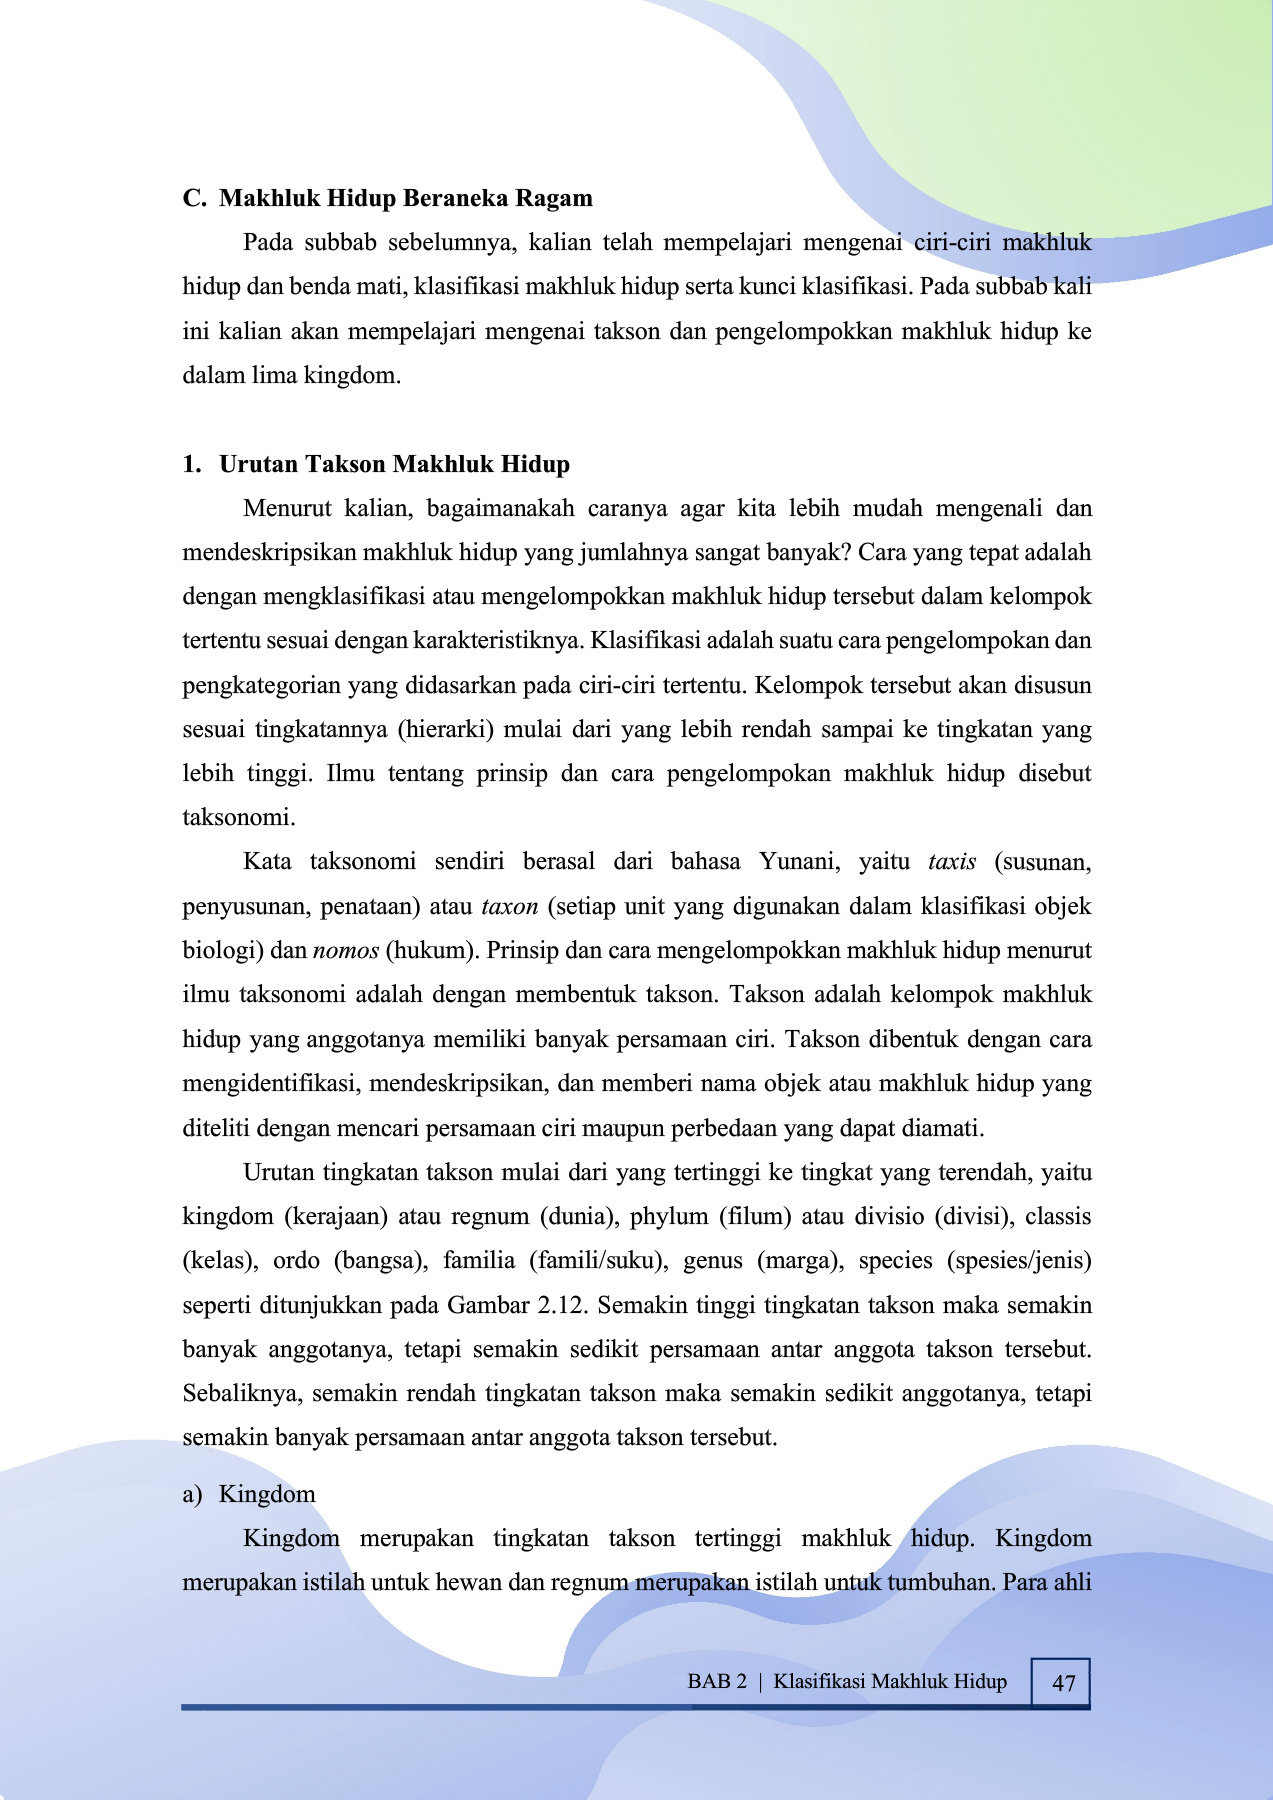 C. Makhluk Hidup Beraneka Ragam
Pada subbab sebelumnya, kalian telah mempelajari mengenai ciri-ciri makhluk
hidup dan benda mati, klasifikasi makhluk hidup serta kunci klasifikasi. Pada subbab kali
ini kalian akan mempelajari mengenai takson dan pengelompokkan makhluk hidup ke
dalam lima kingdom.
1. Urutan Takson Makhluk Hidup
Menurut kalian, bagaimanakah caranya agar kita lebih mudah mengenali dan
mendeskripsikan makhluk hidup yang jumlahnya sangat banyak? Cara yang tepat adalah
dengan mengklasifikasi atau mengelompokkan makhluk hidup tersebut dalam kelompok
tertentu sesuai dengan karakteristiknya. Klasifikasi adalah suatu cara pengelompokan dan
pengkategorian yang didasarkan pada ciri-ciri tertentu. Kelompok tersebut akan disusun
sesuai tingkatannya (hierarki) mulai dari yang lebih rendah sampai ke tingkatan yang
lebih tinggi. Ilmu tentang prinsip dan cara pengelompokan makhluk hidup disebut
taksonomi.
Kata taksonomi sendiri berasal dari bahasa Yunani, yaitu taxis (susunan,
penyusunan, penataan) atau taxon (setiap unit yang digunakan dalam klasifikasi objek
biologi) dan nomos (hukum). Prinsip dan cara mengelompokkan makhluk hidup menurut
ilmu taksonomi adalah dengan membentuk takson. Takson adalah kelompok makhluk
hidup yang anggotanya memiliki banyak persamaan ciri. Takson dibentuk dengan cara
mengidentifikasi, mendeskripsikan, dan memberi nama objek atau makhluk hidup yang
diteliti dengan mencari persamaan ciri maupun perbedaan yang dapat diamati.
Urutan tingkatan takson mulai dari yang tertinggi ke tingkat yang terendah, yaitu
kingdom (kerajaan) atau regnum (dunia), phylum (filum) atau divisio (divisi), classis
(kelas), ordo (bangsa), familia (famili/suku), genus (marga), species (spesies/jenis)
seperti ditunjukkan pada Gambar 2.12. Semakin tinggi tingkatan takson maka semakin
banyak anggotanya, tetapi semakin sedikit persamaan antar anggota takson tersebut.
Sebaliknya, semakin rendah tingkatan takson maka semakin sedikit anggotanya, tetapi
semakin banyak persamaan antar anggota takson tersebut.
a) Kingdom
Kingdom merupakan tingkatan takson tertinggi makhluk hidup. Kingdom
merupakan istilah untuk hewan dan regnum merupakan istilah untuk tumbuhan. Para ahli
BAB 2 | Klasifikasi Makhluk Hidup 47